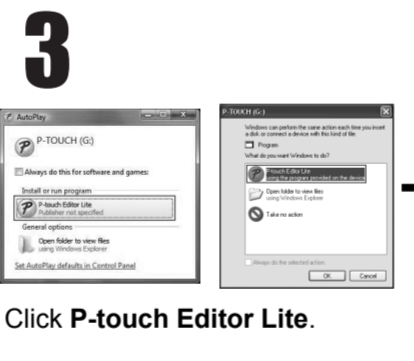 3
AutoPlay
P-TOUCH (G:)
Always do this for software and games:
Install or run program
P-touch Editor Lite
Publisher not specified
General options
Open folder to view files
using Windows Explorer
Set AutoPlay defaults in Control Panel
P-TOUCH (G:)
Windows can perform the same action each time you insert
a disk or connect a device with this kind of file:
Program
What do you want Windows to do?
P-touch Editor Lite
using the program provided on the device
Open folder to view files
using Windows Explorer
Take no action
Always do the selected action.
OK
Cancel
Click P-touch Editor Lite.